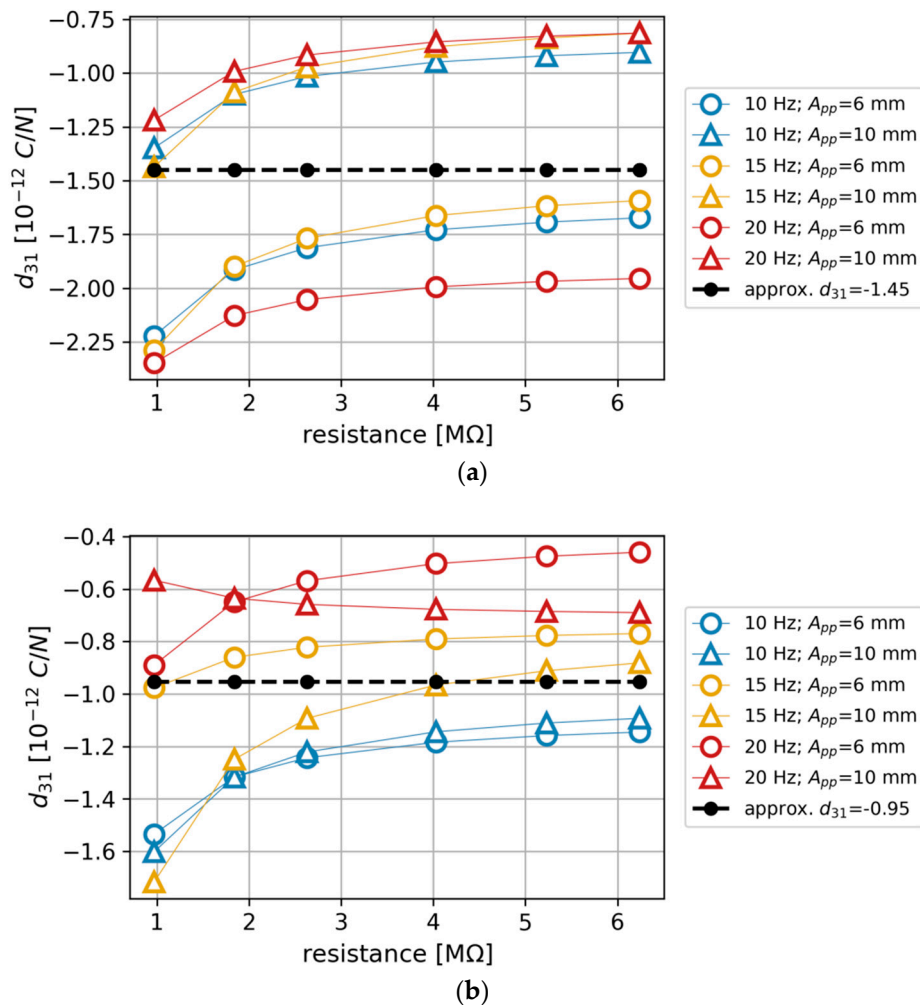 −0.75
−1.00
−1.25
−1.50
−1.75
−2.00
−2.25
d31 [10−12 C/N]
1 2 3 4 5 6
resistance [MΩ]
10 Hz; App=6 mm
10 Hz; App=10 mm
15 Hz; App=6 mm
15 Hz; App=10 mm
20 Hz; App=6 mm
20 Hz; App=10 mm
approx. d31=-1.45
(a)
−0.4
−0.6
−0.8
−1.0
−1.2
−1.4
−1.6
d31 [10−12 C/N]
1 2 3 4 5 6
resistance [MΩ]
10 Hz; App=6 mm
10 Hz; App=10 mm
15 Hz; App=6 mm
15 Hz; App=10 mm
20 Hz; App=6 mm
20 Hz; App=10 mm
approx. d31=-0.95
(b)